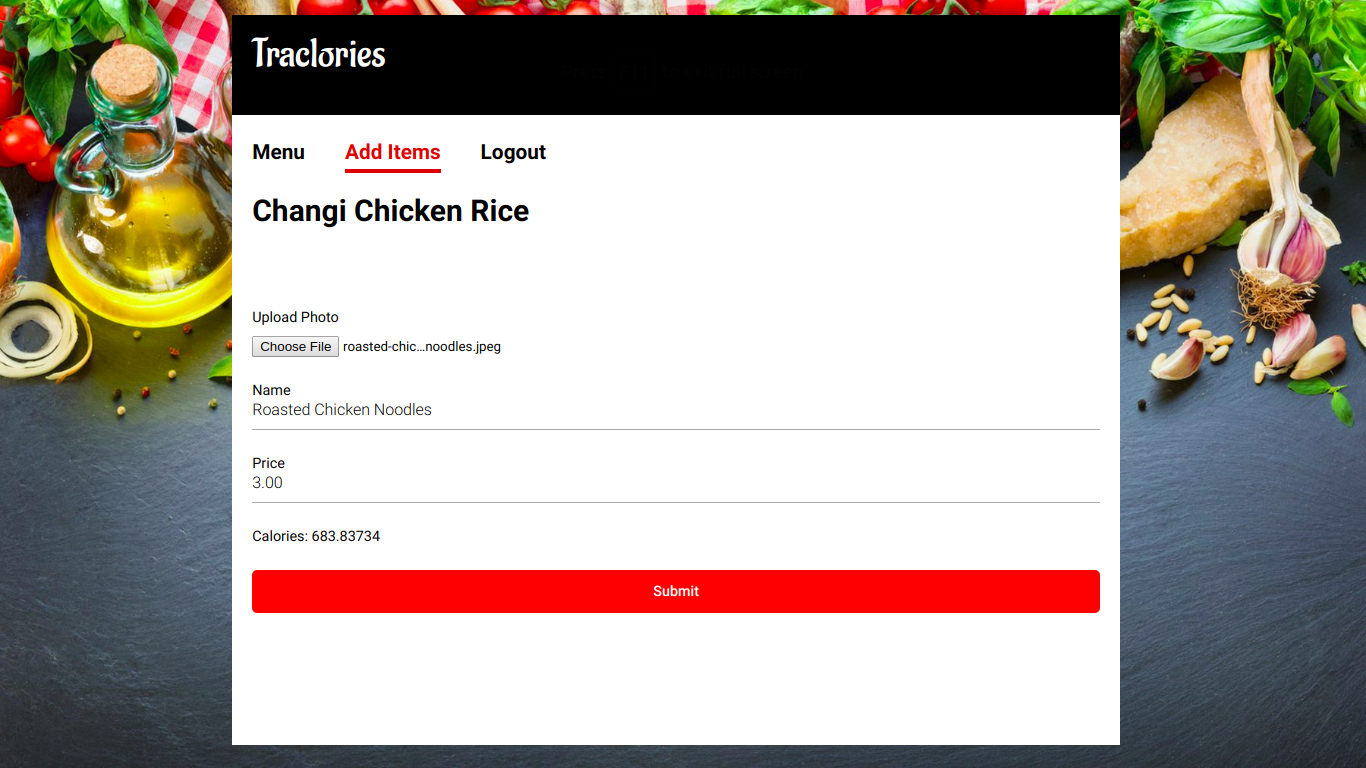 Traclories
Menu Add Items Logout
Changi Chicken Rice
Upload Photo
Choose File roasted-chic...noodles.jpeg
Name
Roasted Chicken Noodles
Price
3.00
Calories: 683.83734
Submit